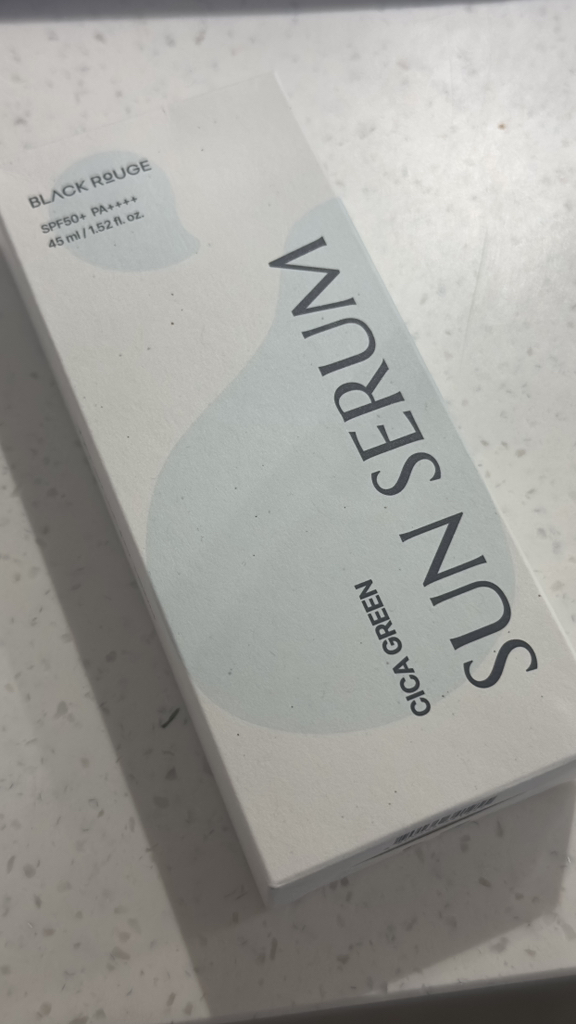 BLACK ROUGE
SPF50+ PA++++
45 ml / 1.52 fl. oz.
CICA GREEN
SUN SERUM